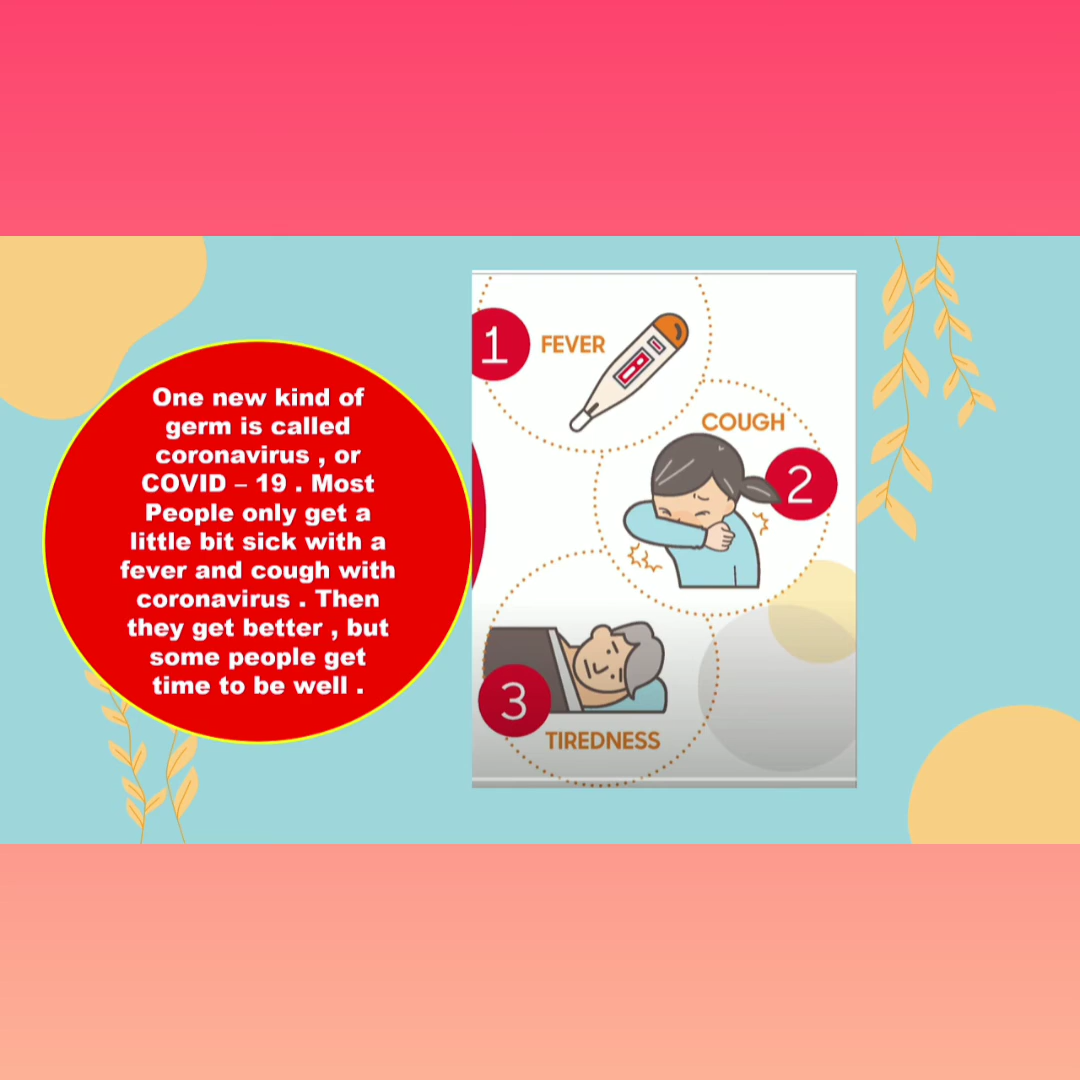 One new kind of
germ is called
coronavirus , or
COVID – 19 . Most
People only get a
little bit sick with a
fever and cough with
coronavirus . Then
they get better , but
some people get
time to be well .
1 FEVER
COUGH
2
3
TIREDNESS